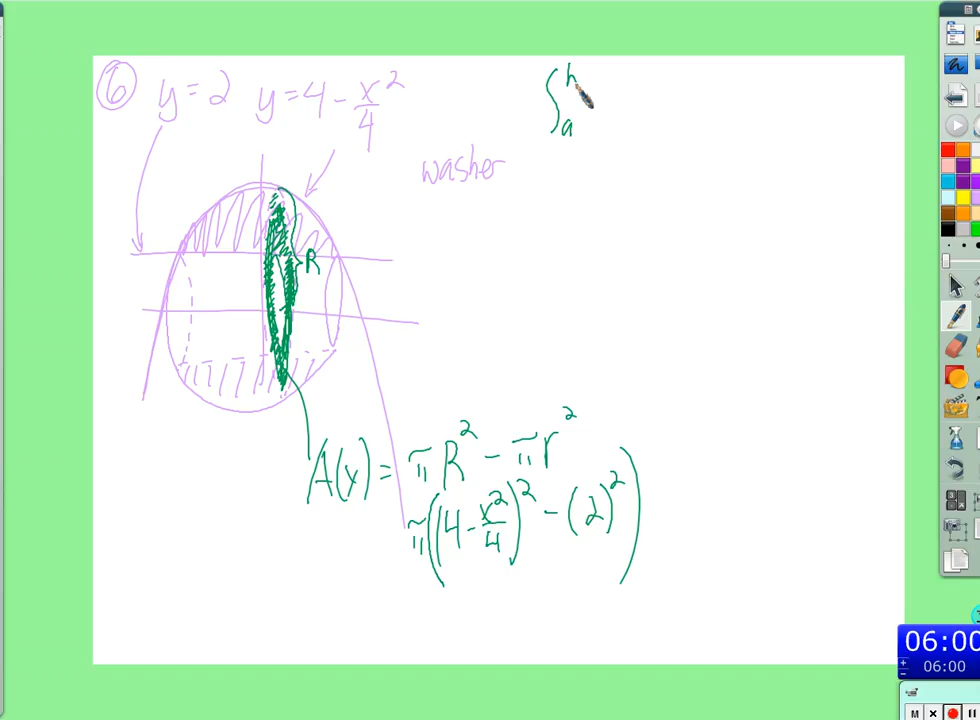 ⑥ y = 2 y = 4 - x²/4
∫ₐᵇ
washer
R
A(x) = πR² - πr²
π((4 - x²/4)² - (2)²)
06:00
06:00
M